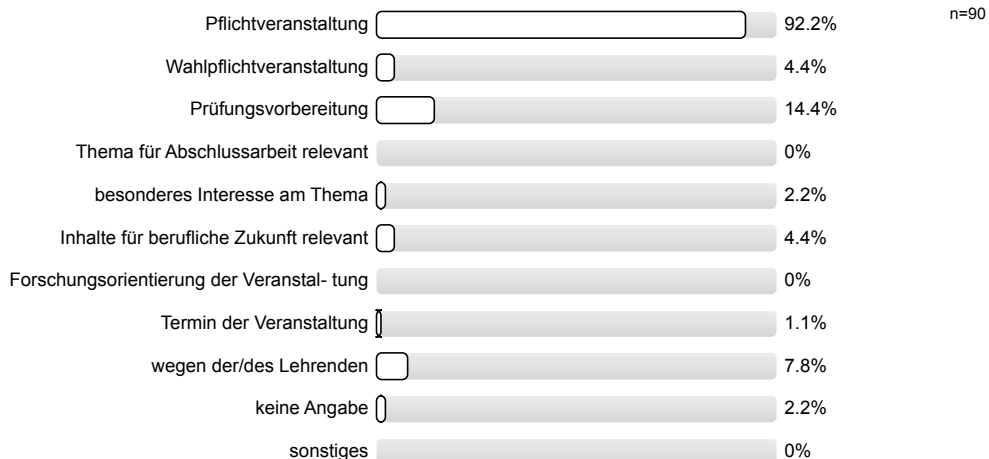 Pflichtveranstaltung 92.2% n=90
Wahlpflichtveranstaltung 4.4%
Prüfungsvorbereitung 14.4%
Thema für Abschlussarbeit relevant 0%
besonderes Interesse am Thema 2.2%
Inhalte für berufliche Zukunft relevant 4.4%
Forschungsorientierung der Veranstal- tung 0%
Termin der Veranstaltung 1.1%
wegen der/des Lehrenden 7.8%
keine Angabe 2.2%
sonstiges 0%